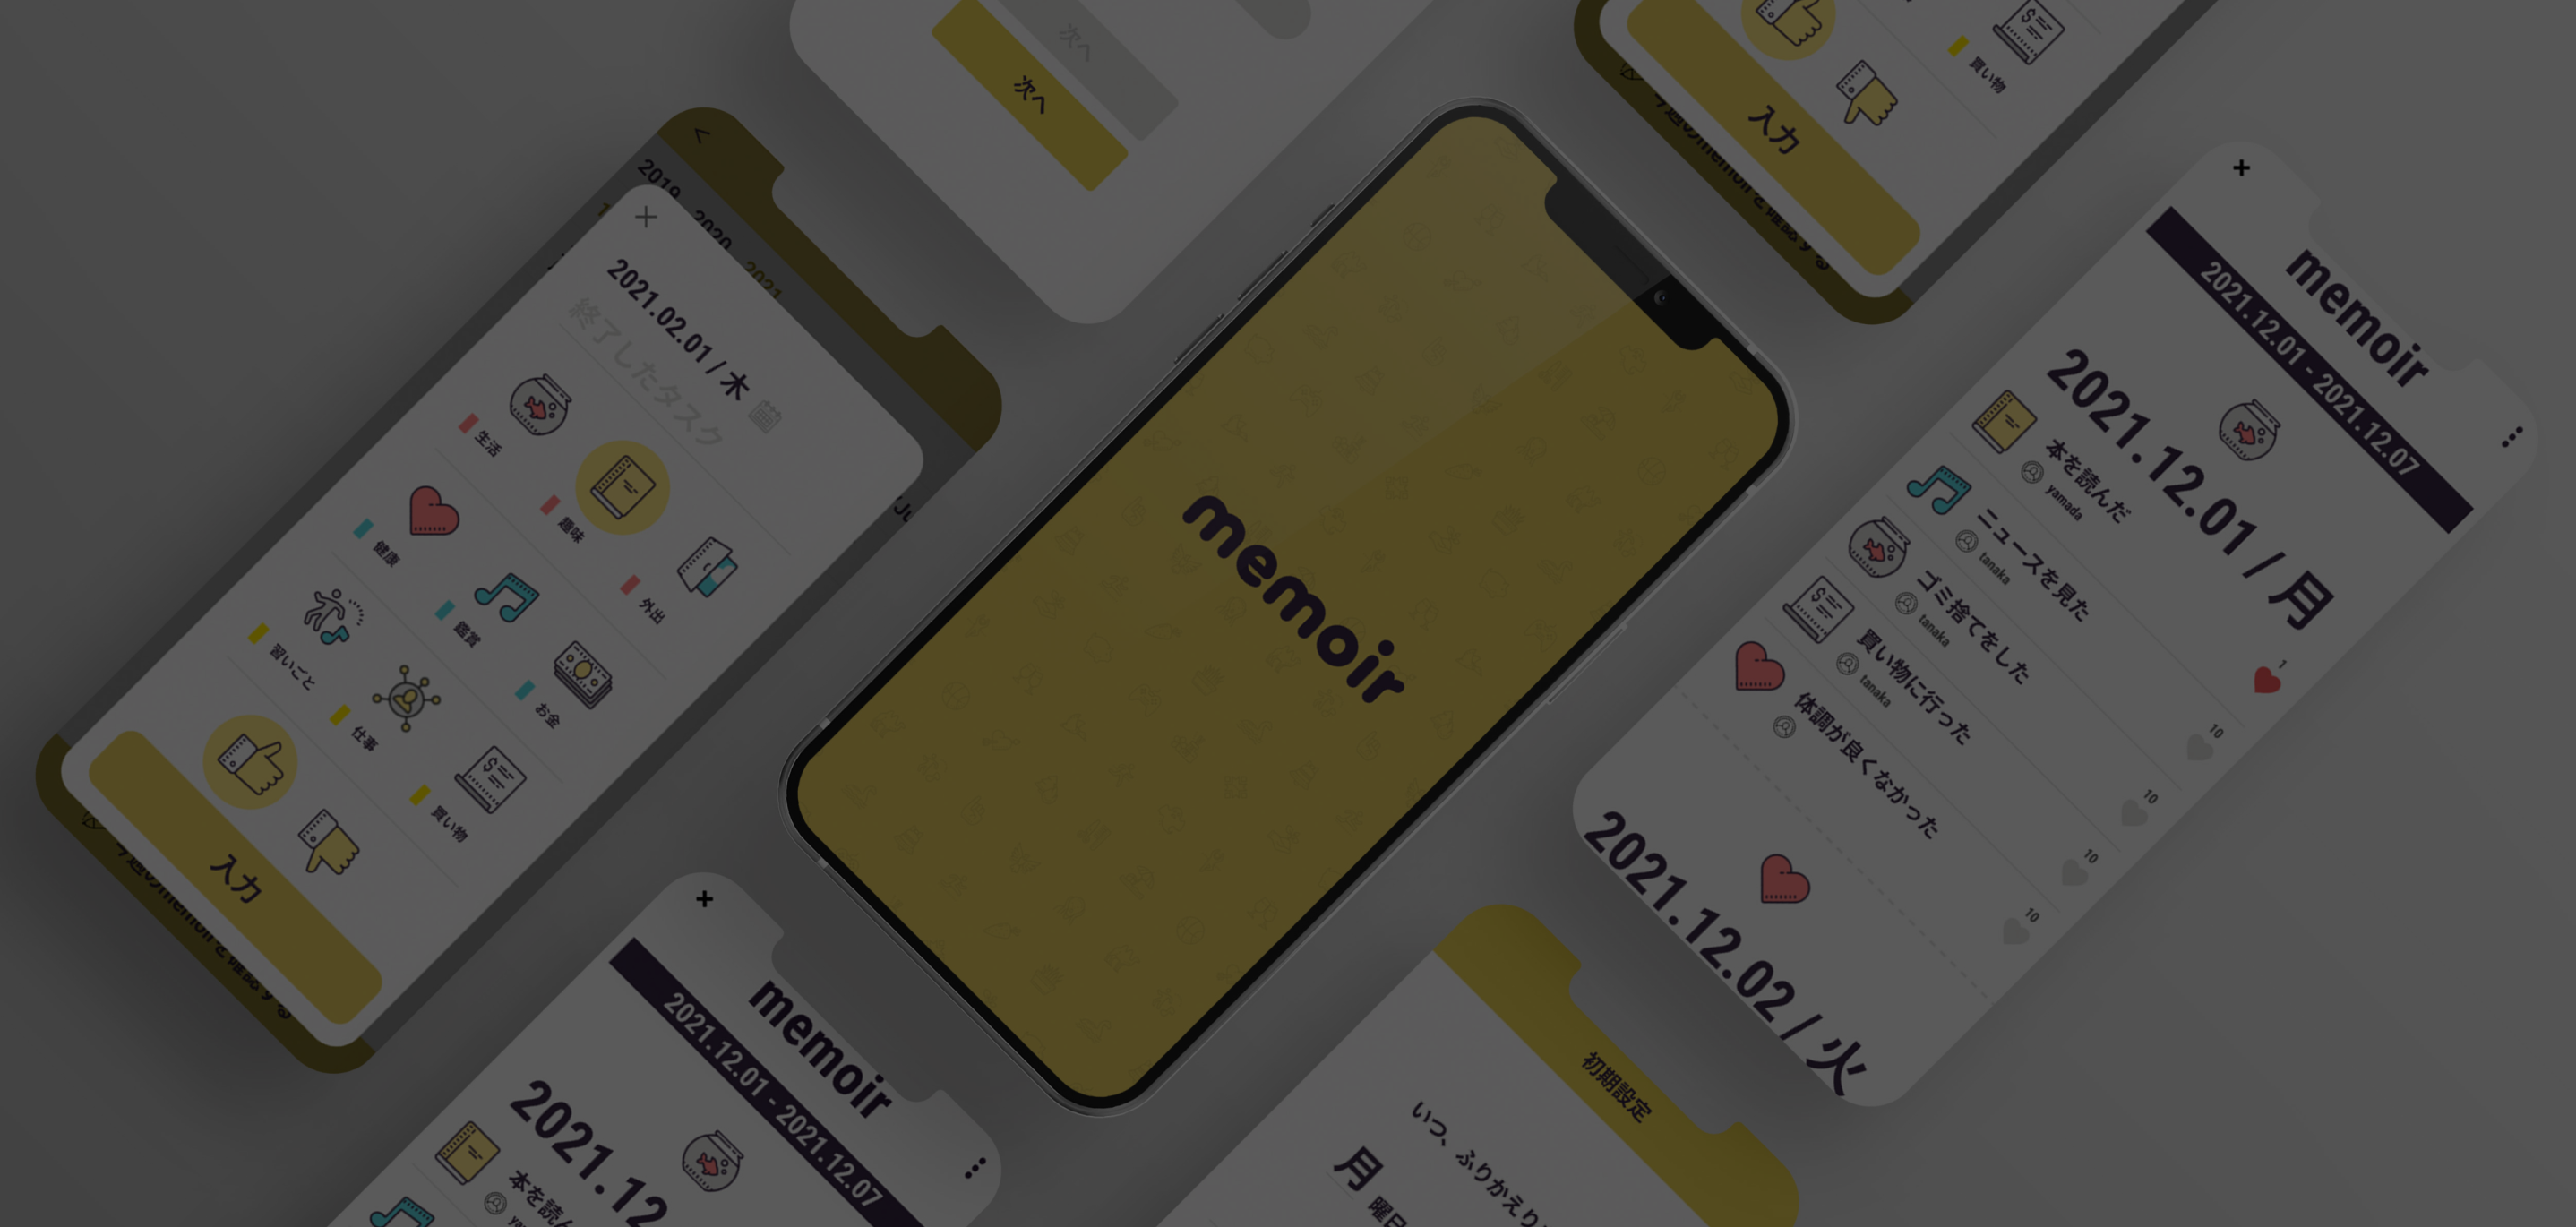 次へ
次へ
買い物
入力
今週のmemoirを確認する
<
2019
2020
2021
2021.02.01 / 木
終了したタスク
生活
趣味
外出
健康
鑑賞
お金
習いごと
仕事
買い物
入力
今週のmemoirを確認する
memoir
+
memoir
2021.12.01 - 2021.12.07
2021.12.01 / 月
本を読んだ
yamada
1
ニュースを見た
tanaka
10
ゴミ捨てをした
tanaka
10
買い物に行った
tanaka
10
体調が良くなかった
10
2021.12.02 / 火
+
memoir
2021.12.01 - 2021.12.07
2021.12
本を読ん
初期設定
いつ、ふりかえり
月
曜日